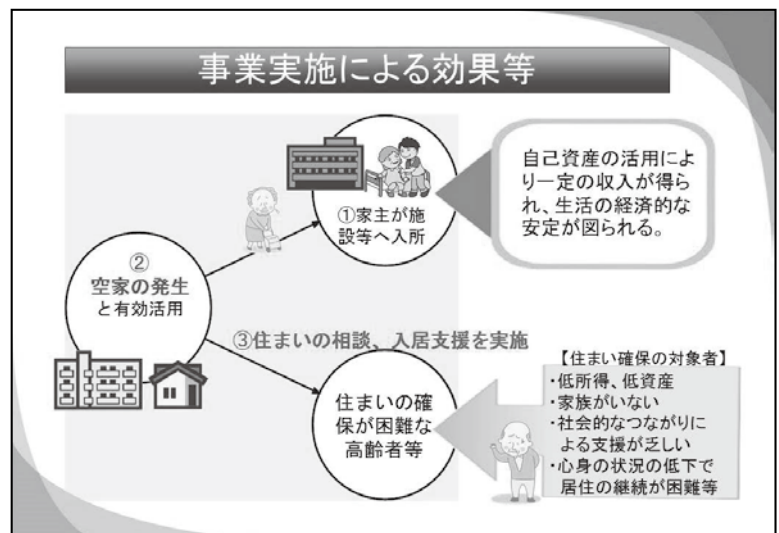 事業実施による効果等
①家主が施
設等へ入所
自己資産の活用によ
り一定の収入が得ら
れ、生活の経済的な
安定が図られる。
②
空家の発生
と有効活用
③住まいの相談、入居支援を実施
住まいの確
保が困難な
高齢者等
【住まい確保の対象者】
・低所得、低資産
・家族がいない
・社会的なつながりに
よる支援が乏しい
・心身の状況の低下で
居住の継続が困難等